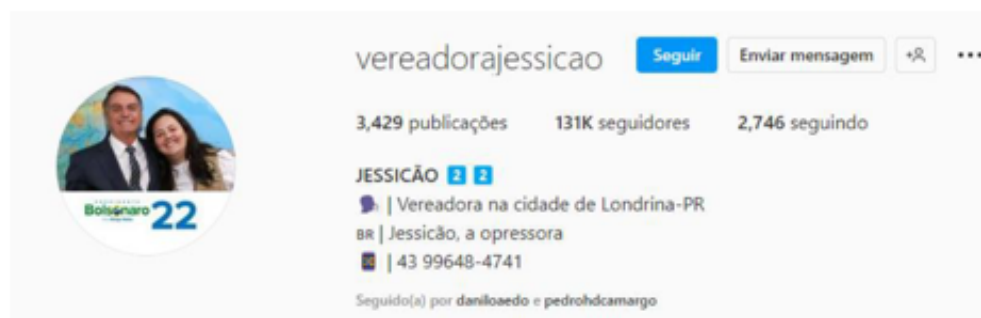 vereadorajessicao Seguir Enviar mensagem
3,429 publicações 131K seguidores 2,746 seguindo
JESSICÃO 2 2
| Vereadora na cidade de Londrina-PR
BR | Jessicão, a opressora
| 43 99648-4741
Seguido(a) por daniloaedo e pedrohdcamargo
Bolsonaro 22